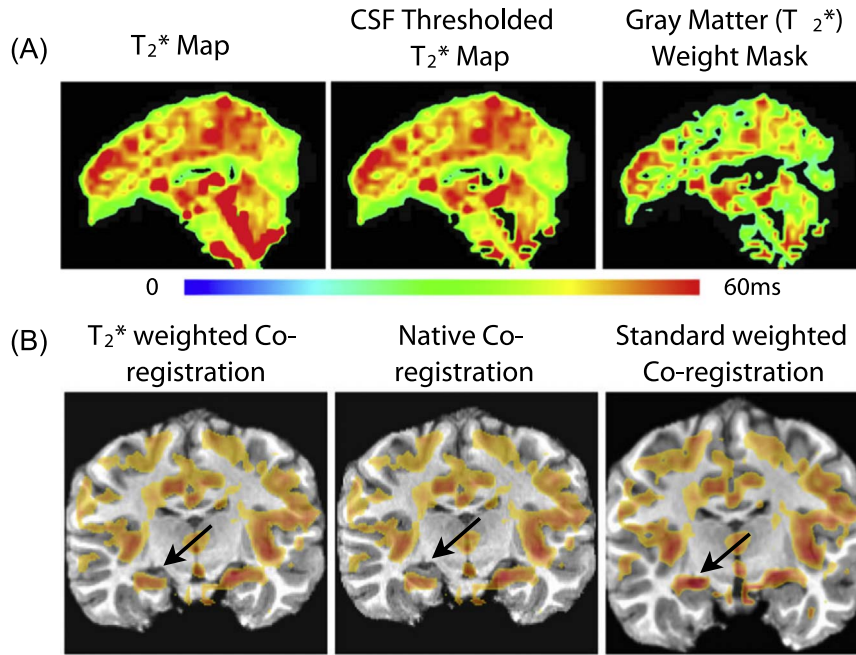 (A)
T₂* Map
CSF Thresholded
T₂* Map
Gray Matter (T ₂*)
Weight Mask
0
60ms
(B)
T₂* weighted Co-
registration
Native Co-
registration
Standard weighted
Co-registration